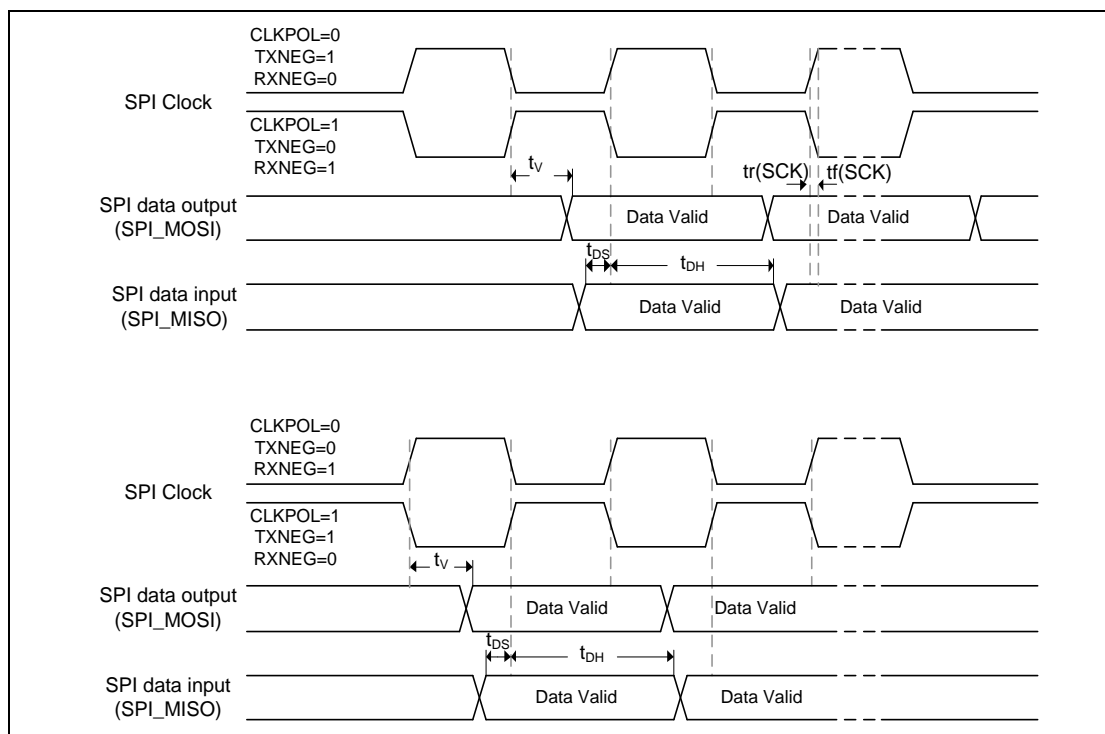 CLKPOL=0
TXNEG=1
RXNEG=0
SPI Clock
CLKPOL=1
TXNEG=0
RXNEG=1
tV
tr(SCK)
tf(SCK)
SPI data output
(SPI_MOSI)
Data Valid
Data Valid
tDS
tDH
SPI data input
(SPI_MISO)
Data Valid
Data Valid
CLKPOL=0
TXNEG=0
RXNEG=1
SPI Clock
CLKPOL=1
TXNEG=1
RXNEG=0
tV
SPI data output
(SPI_MOSI)
Data Valid
Data Valid
tDS
tDH
SPI data input
(SPI_MISO)
Data Valid
Data Valid